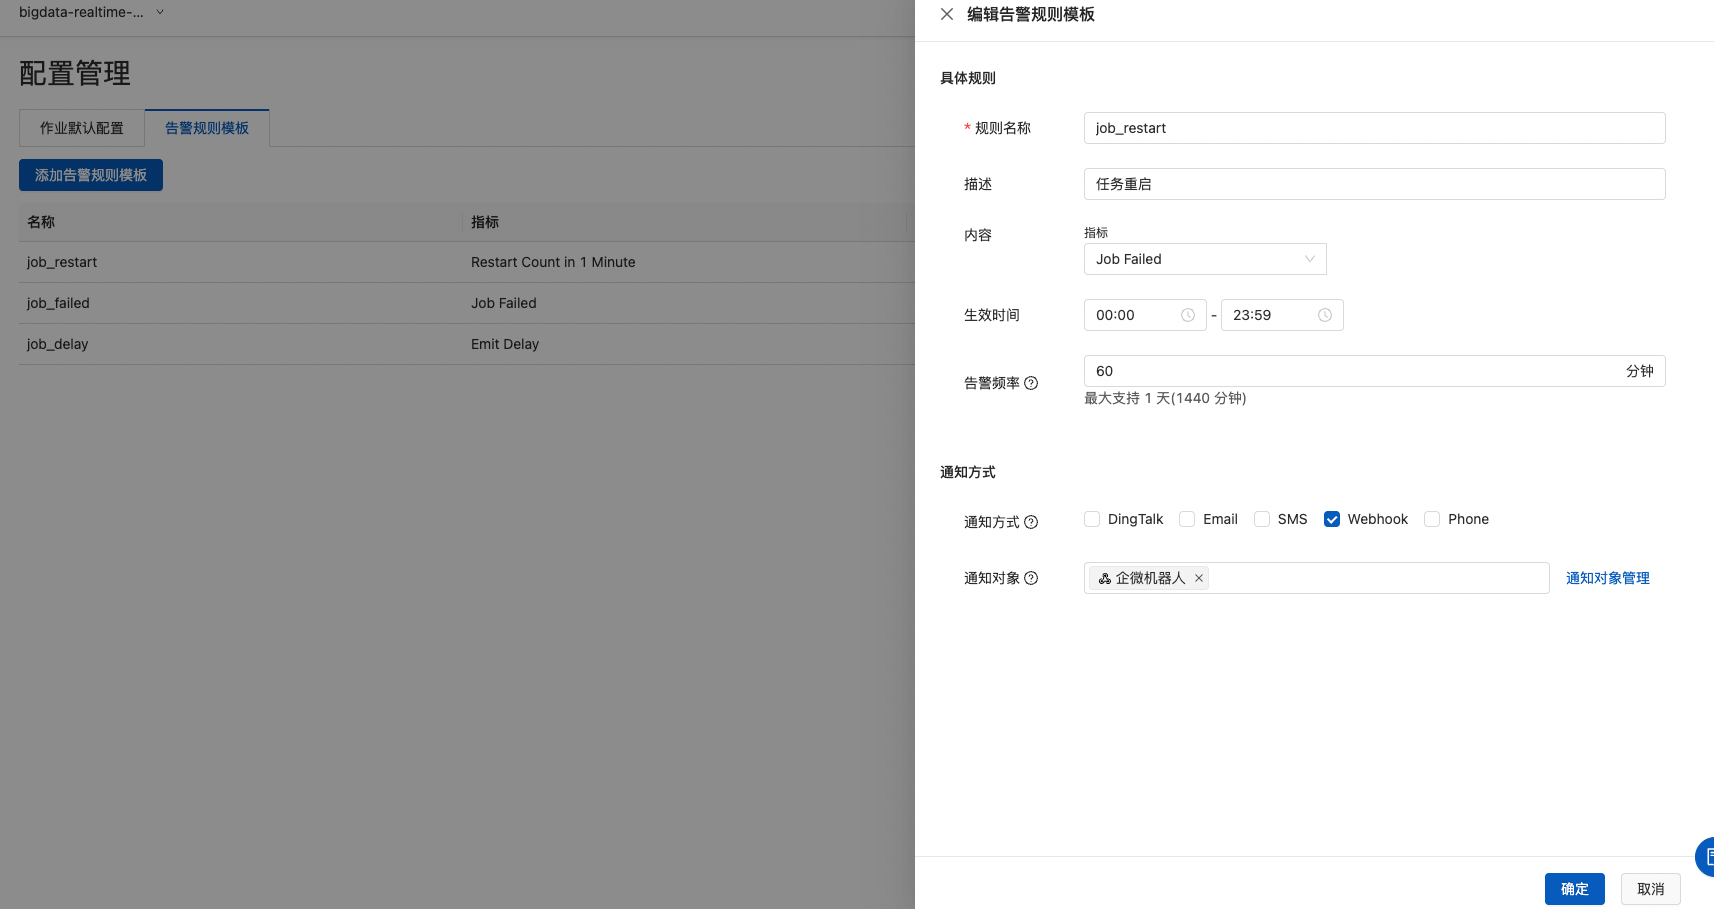 bigdata-realtime-...
配置管理
作业默认配置
告警规则模板
添加告警规则模板
名称 指标
job_restart Restart Count in 1 Minute
job_failed Job Failed
job_delay Emit Delay
编辑告警规则模板
具体规则
* 规则名称 job_restart
描述 任务重启
内容 指标
Job Failed
生效时间 00:00 - 23:59
告警频率 60 分钟
最大支持 1 天(1440 分钟)
通知方式
通知方式 DingTalk Email SMS Webhook Phone
通知对象 企微机器人 通知对象管理
确定 取消